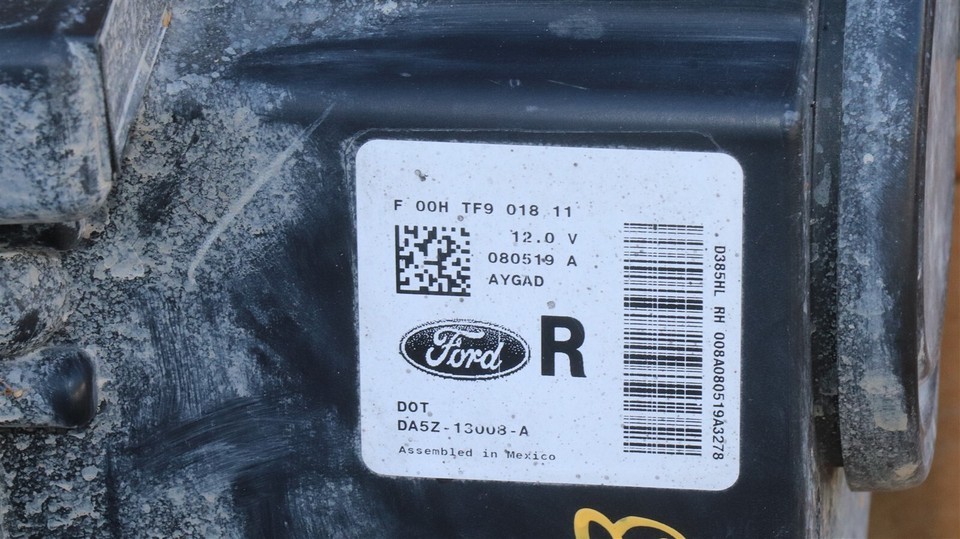 F 00H TF9 018 11
12.0 V
080519 A
AYGAD
Ford
R
DOT
DA5Z-13008-A
Assembled in Mexico
D385HL RH 008A080519A3278